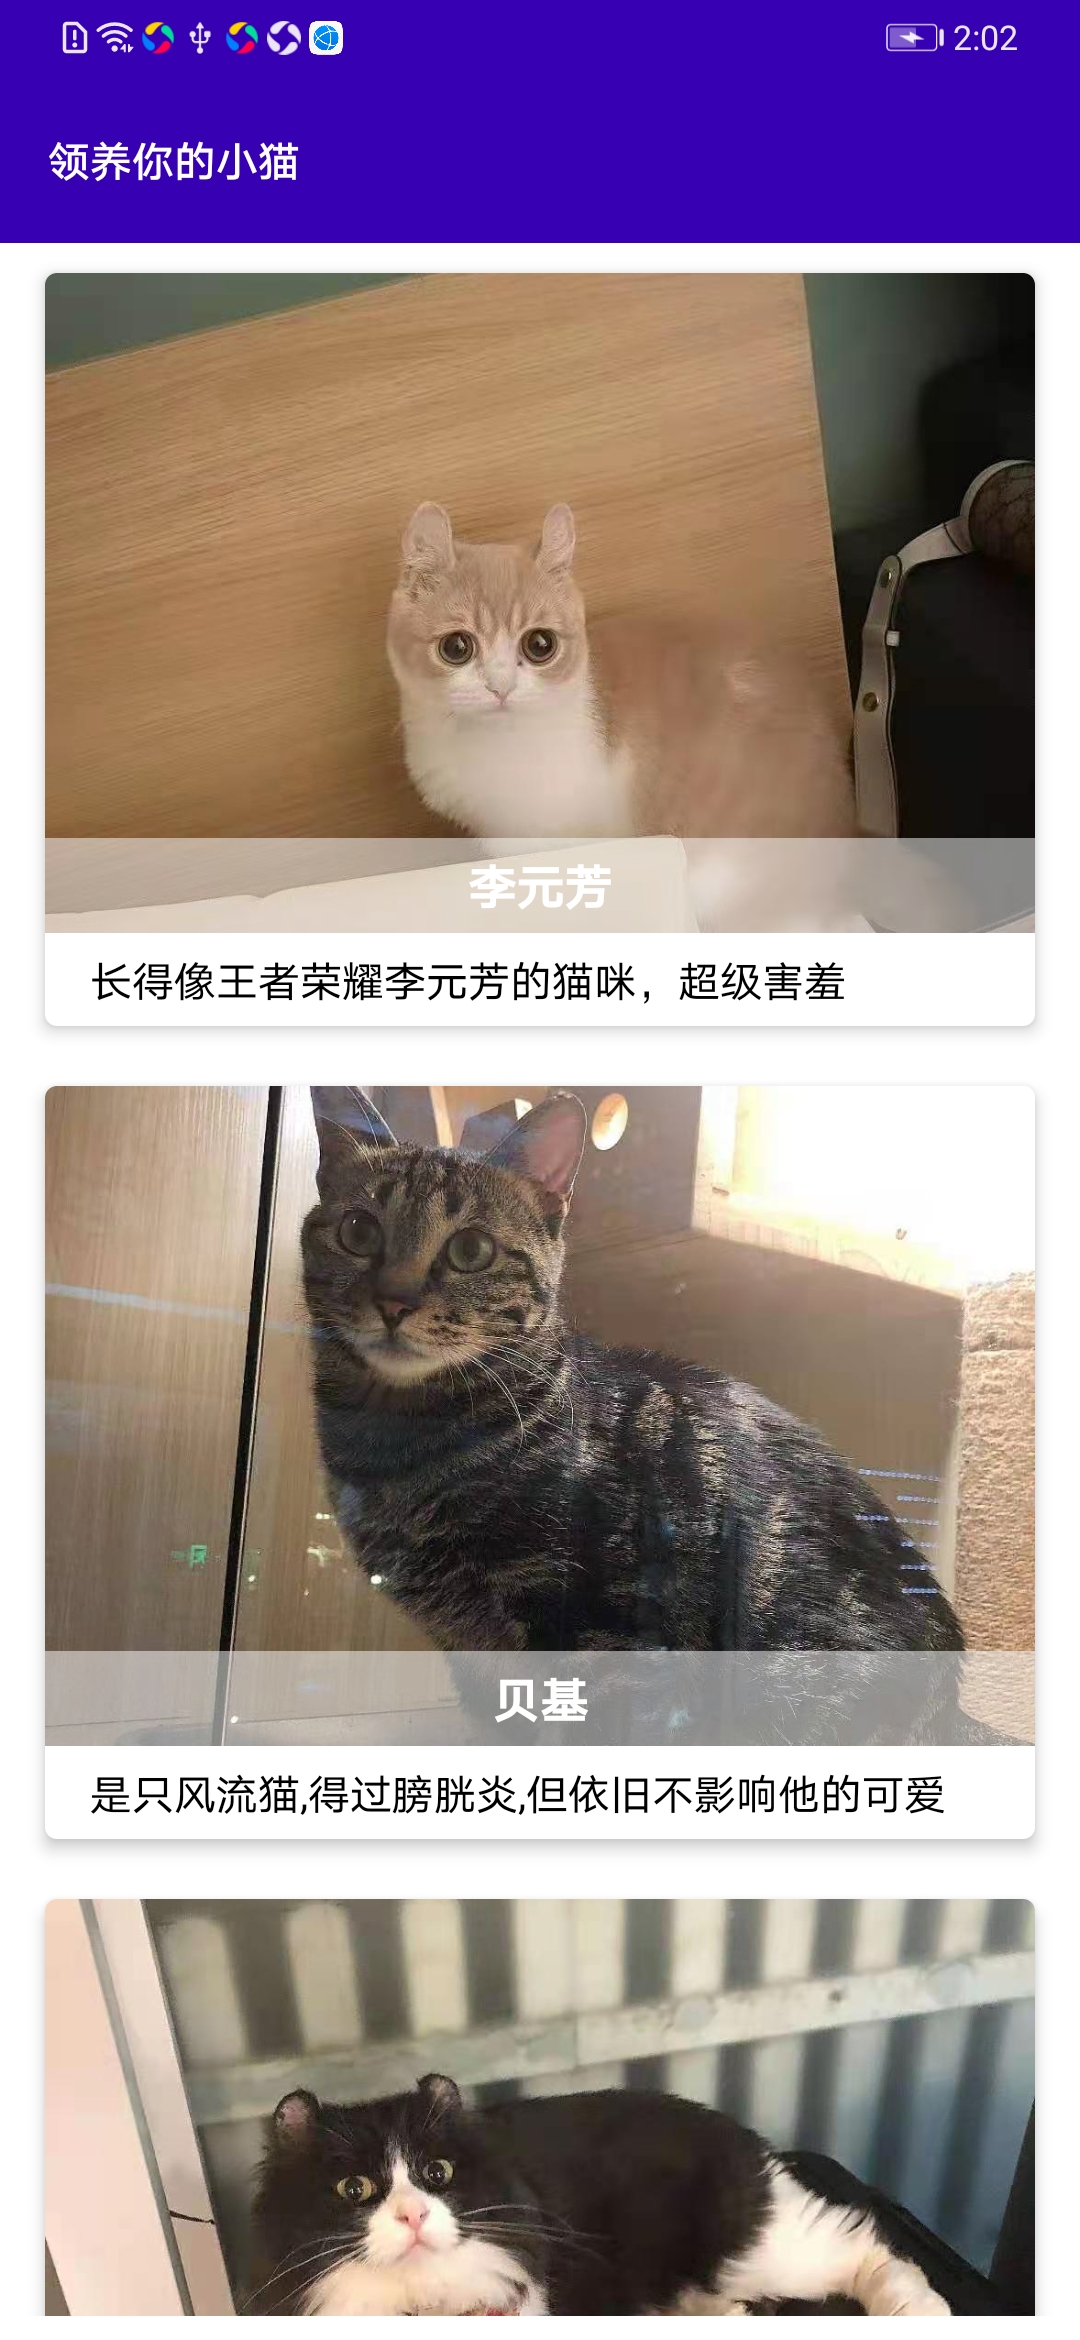 2:02
领养你的小猫
李元芳
长得像王者荣耀李元芳的猫咪，超级害羞
贝基
是只风流猫,得过膀胱炎,但依旧不影响他的可爱